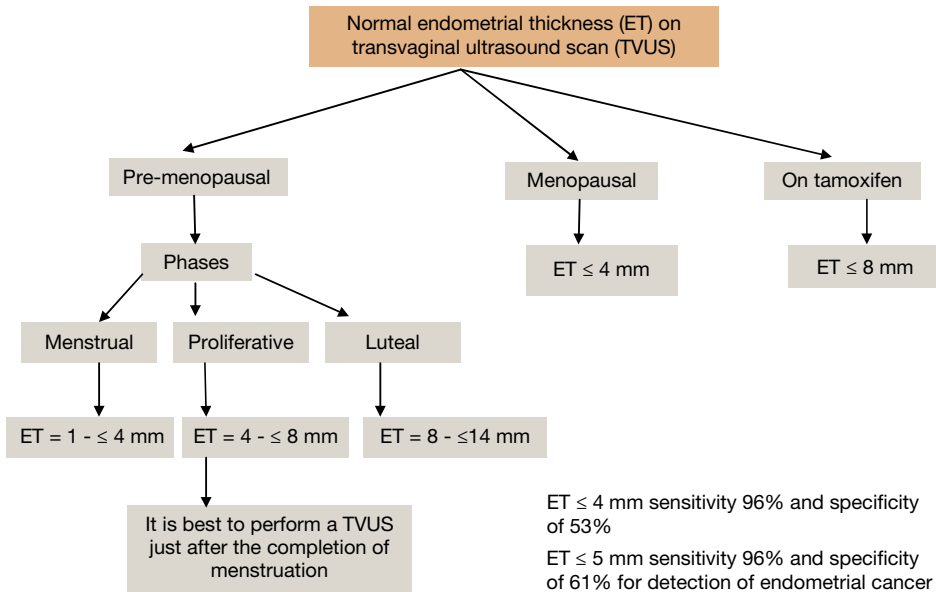 Normal endometrial thickness (ET) on
transvaginal ultrasound scan (TVUS)
Pre-menopausal
Menopausal
On tamoxifen
Phases
ET ≤ 4 mm
ET ≤ 8 mm
Menstrual
Proliferative
Luteal
ET = 1 - ≤ 4 mm
ET = 4 - ≤ 8 mm
ET = 8 - ≤14 mm
It is best to perform a TVUS
just after the completion of
menstruation
ET ≤ 4 mm sensitivity 96% and specificity
of 53%
ET ≤ 5 mm sensitivity 96% and specificity
of 61% for detection of endometrial cancer